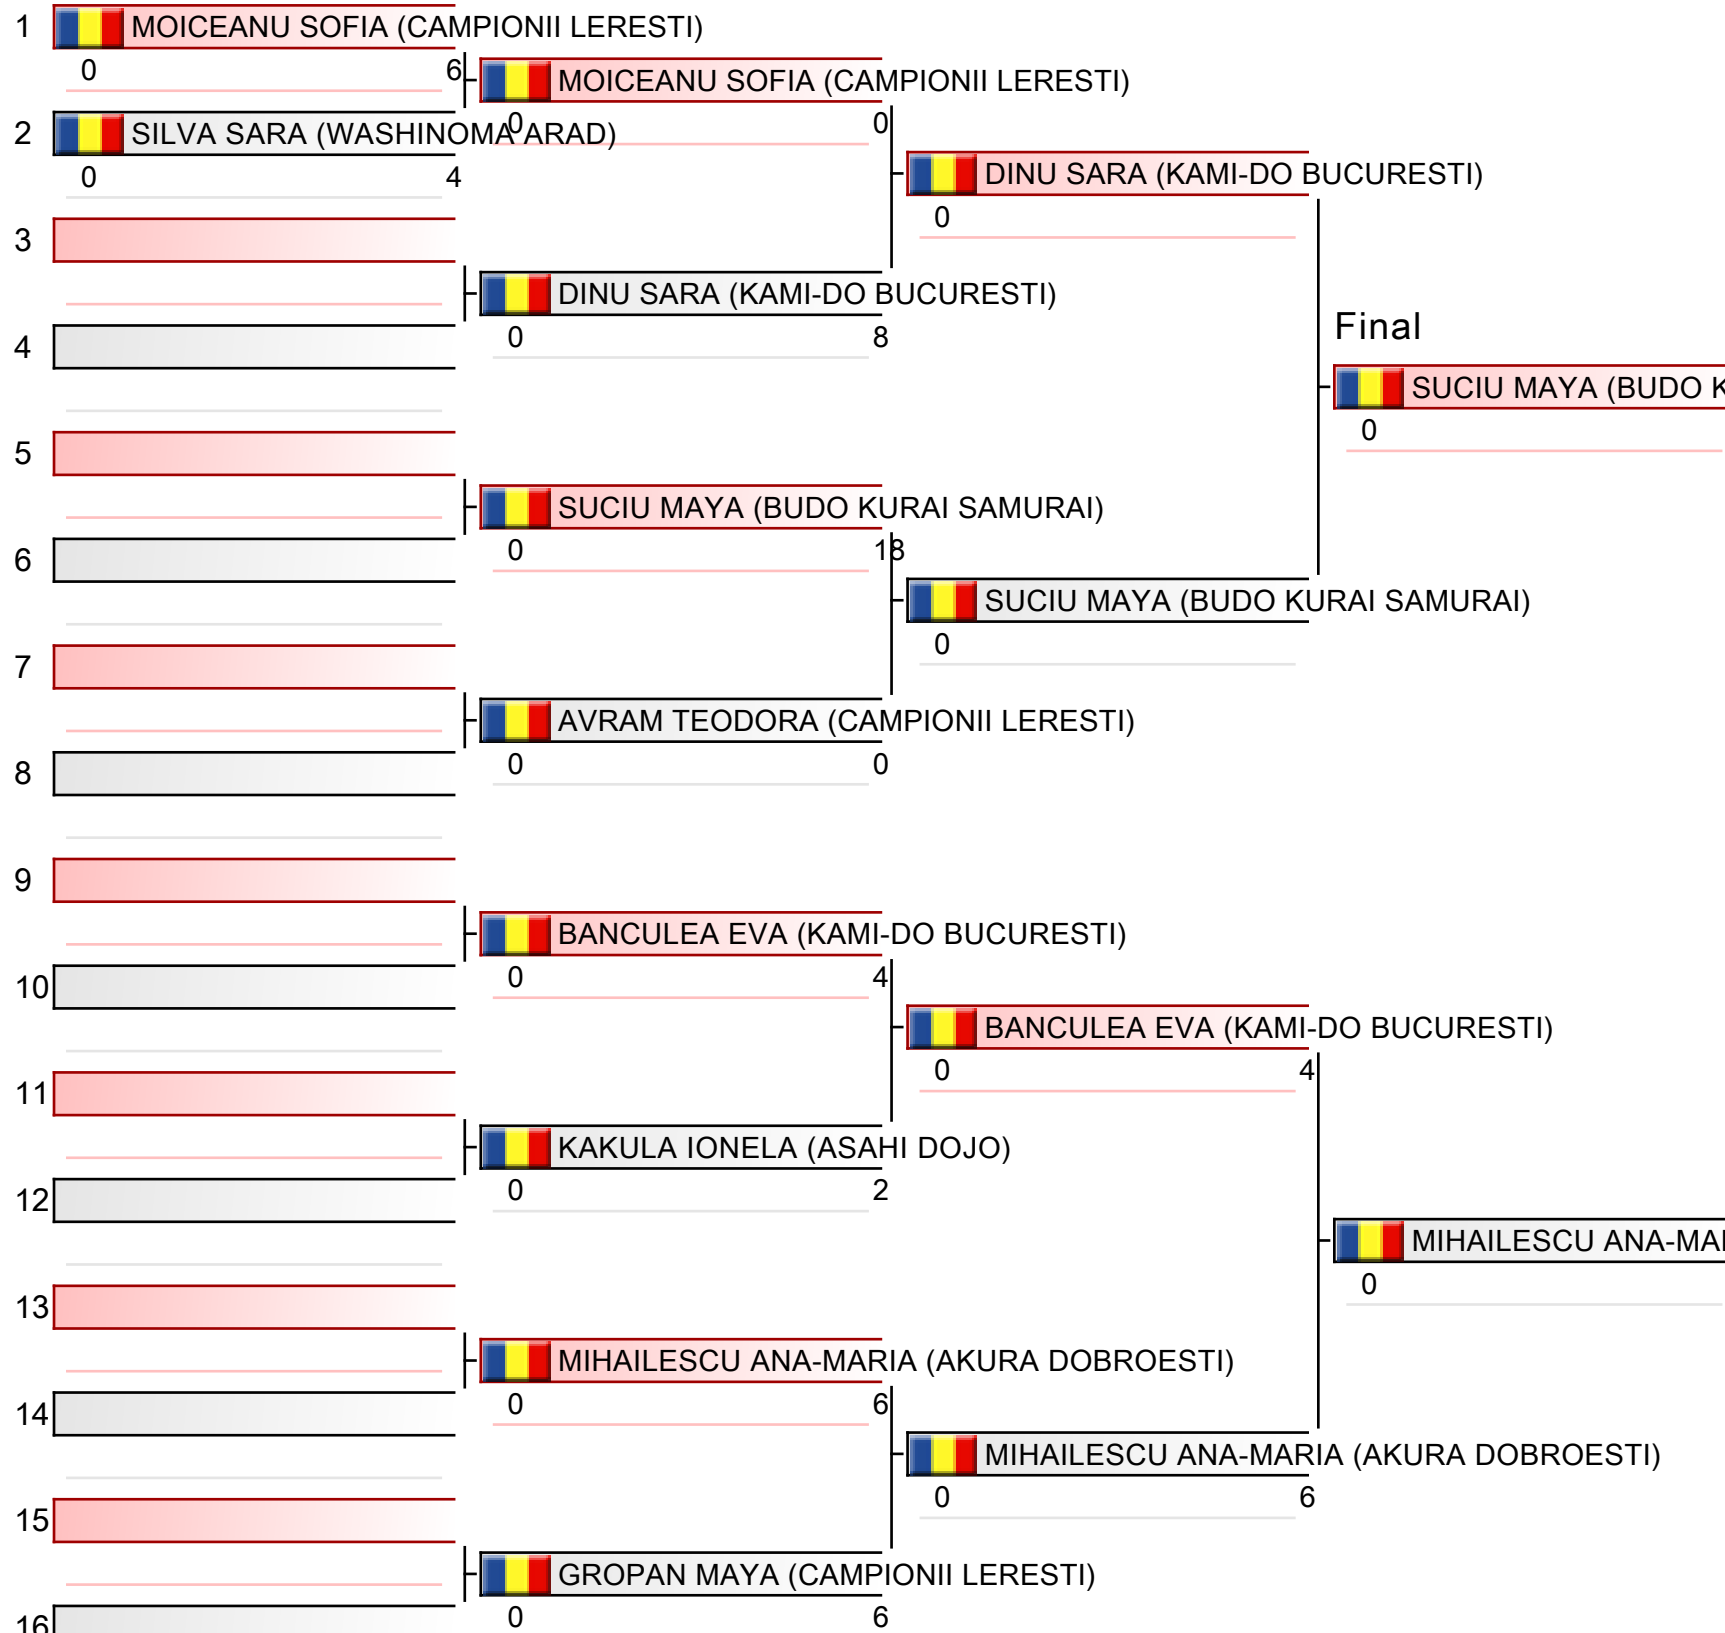 1 MOICEANU SOFIA (CAMPIONII LERESTI)
0 6
MOICEANU SOFIA (CAMPIONII LERESTI)
0 0
2 SILVA SARA (WASHINOMA ARAD)
0 4
DINU SARA (KAMI-DO BUCURESTI)
0
3
DINU SARA (KAMI-DO BUCURESTI)
0 8
4
Final
SUCIU MAYA (BUDO K
0
5
SUCIU MAYA (BUDO KURAI SAMURAI)
0 18
6
SUCIU MAYA (BUDO KURAI SAMURAI)
0
7
AVRAM TEODORA (CAMPIONII LERESTI)
0 0
8
9
BANCULEA EVA (KAMI-DO BUCURESTI)
0 4
10
BANCULEA EVA (KAMI-DO BUCURESTI)
0 4
11
KAKULA IONELA (ASAHI DOJO)
0 2
12
MIHAILESCU ANA-MA
0
13
MIHAILESCU ANA-MARIA (AKURA DOBROESTI)
0 6
14
MIHAILESCU ANA-MARIA (AKURA DOBROESTI)
0 6
15
GROPAN MAYA (CAMPIONII LERESTI)
0 6
16